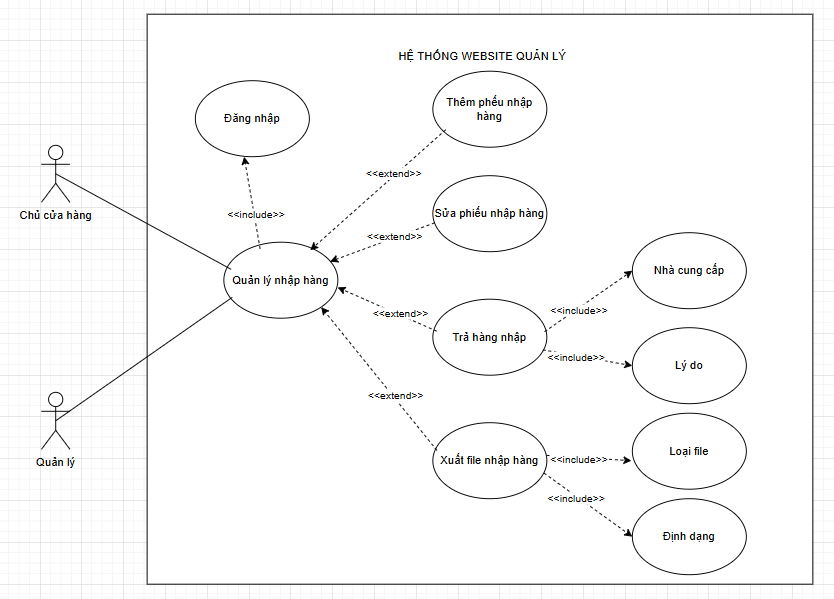 HỆ THỐNG WEBSITE QUẢN LÝ
Đăng nhập
Thêm phếu nhập
hàng
<<extend>>
Chủ cửa hàng
<<include>>
Sửa phiếu nhập hàng
<<extend>>
Quản lý nhập hàng
Nhà cung cấp
<<extend>>
<<include>>
Trả hàng nhập
<<include>>
Lý do
<<extend>>
Quản lý
Xuất file nhập hàng
<<include>>
Loại file
<<include>>
Định dạng